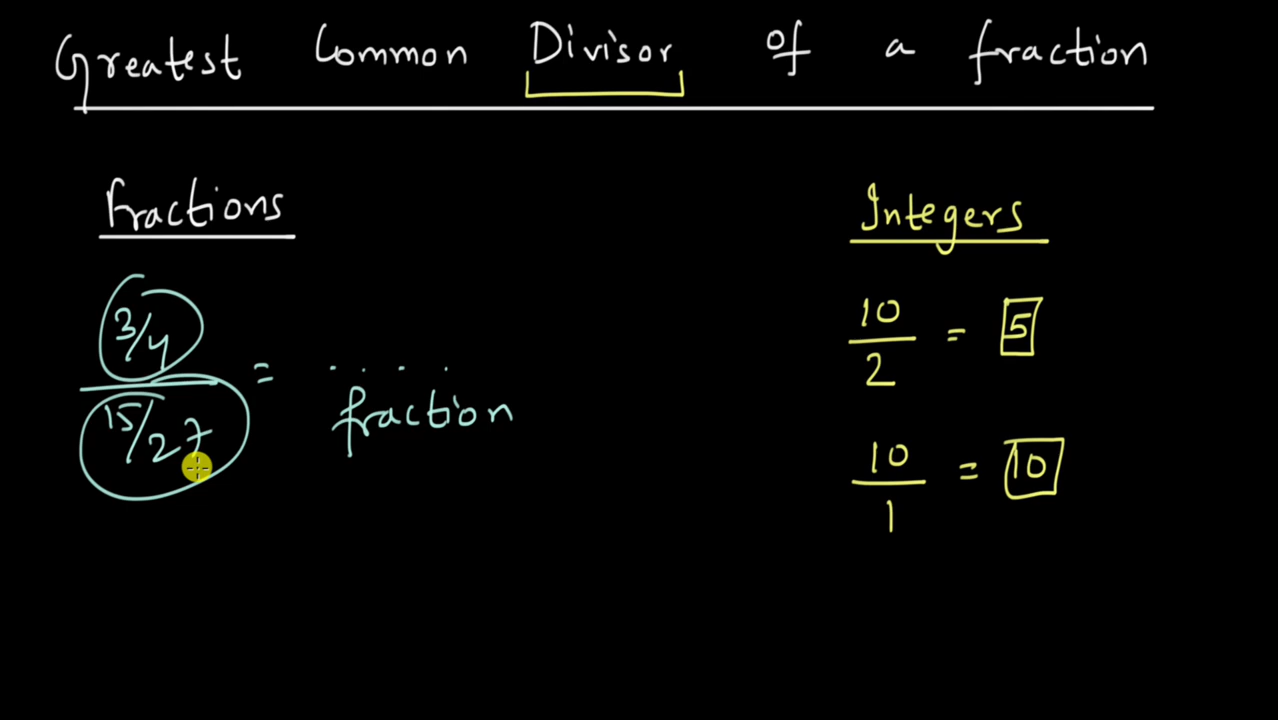 Greatest Common Divisor of a fraction
Fractions
Integers
3/4
15/27
= .... fraction
10/2 = 5
10/1 = 10